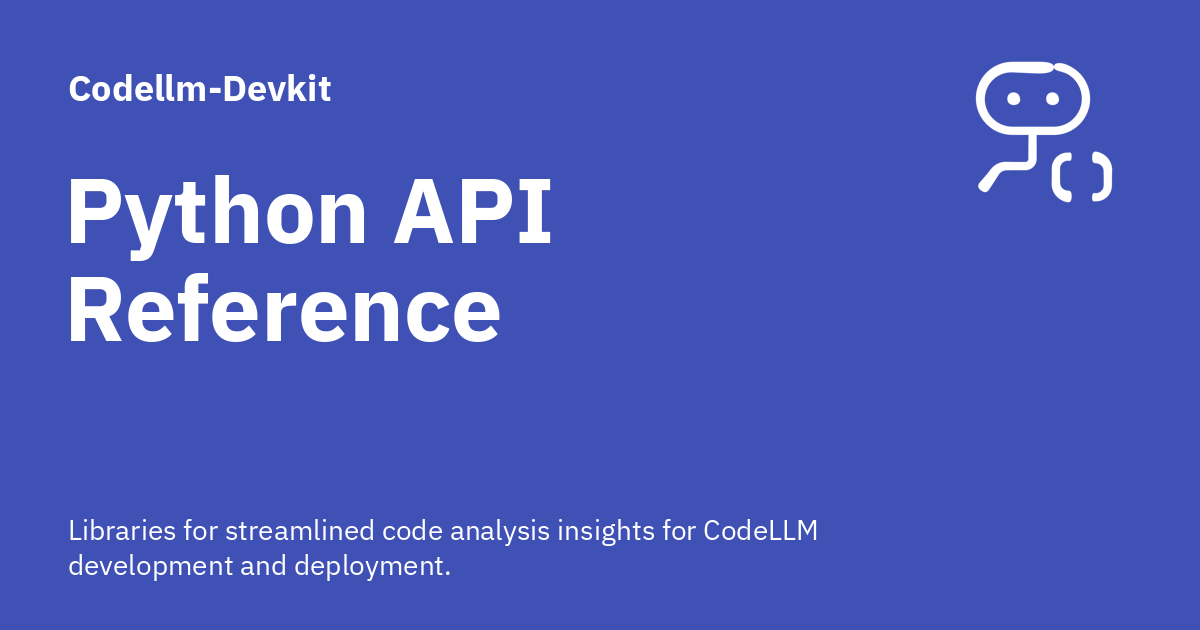 Codellm-Devkit
Python API
Reference
Libraries for streamlined code analysis insights for CodeLLM
development and deployment.